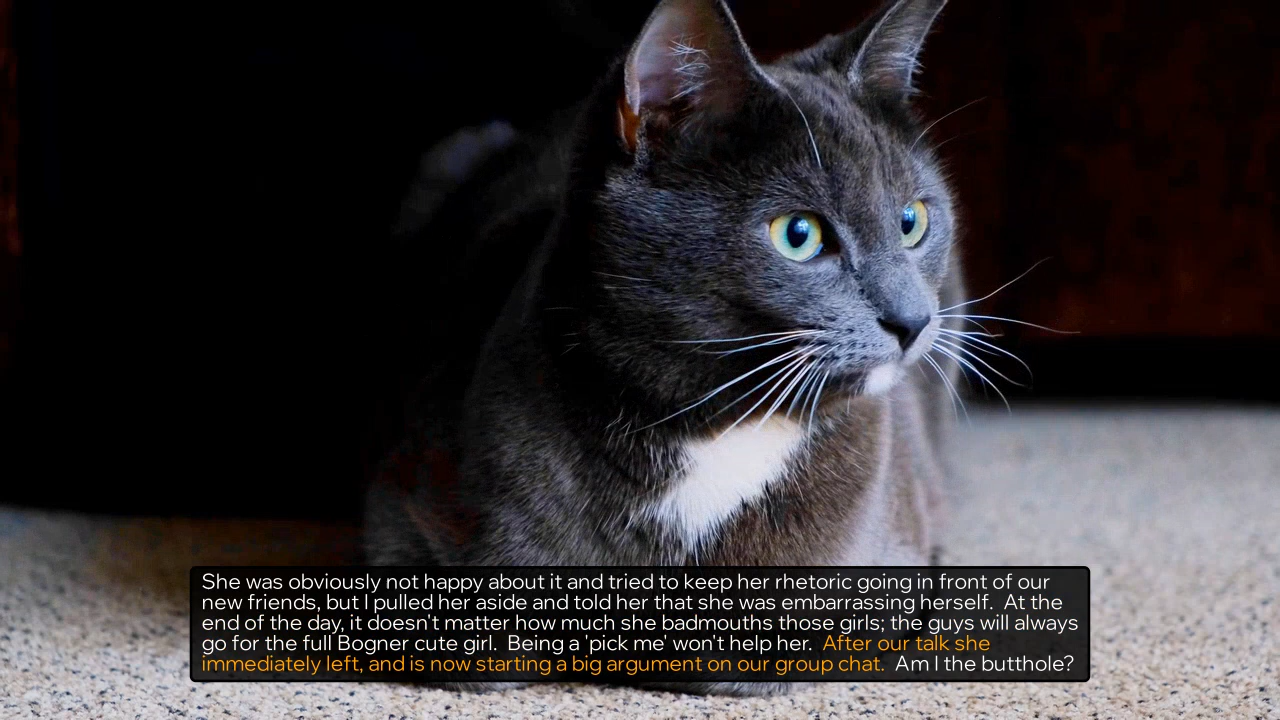 She was obviously not happy about it and tried to keep her rhetoric going in front of our
new friends, but I pulled her aside and told her that she was embarrassing herself.  At the
end of the day, it doesn't matter how much she badmouths those girls; the guys will always
go for the full Bogner cute girl.  Being a 'pick me' won't help her.  After our talk she
immediately left, and is now starting a big argument on our group chat.  Am I the butthole?